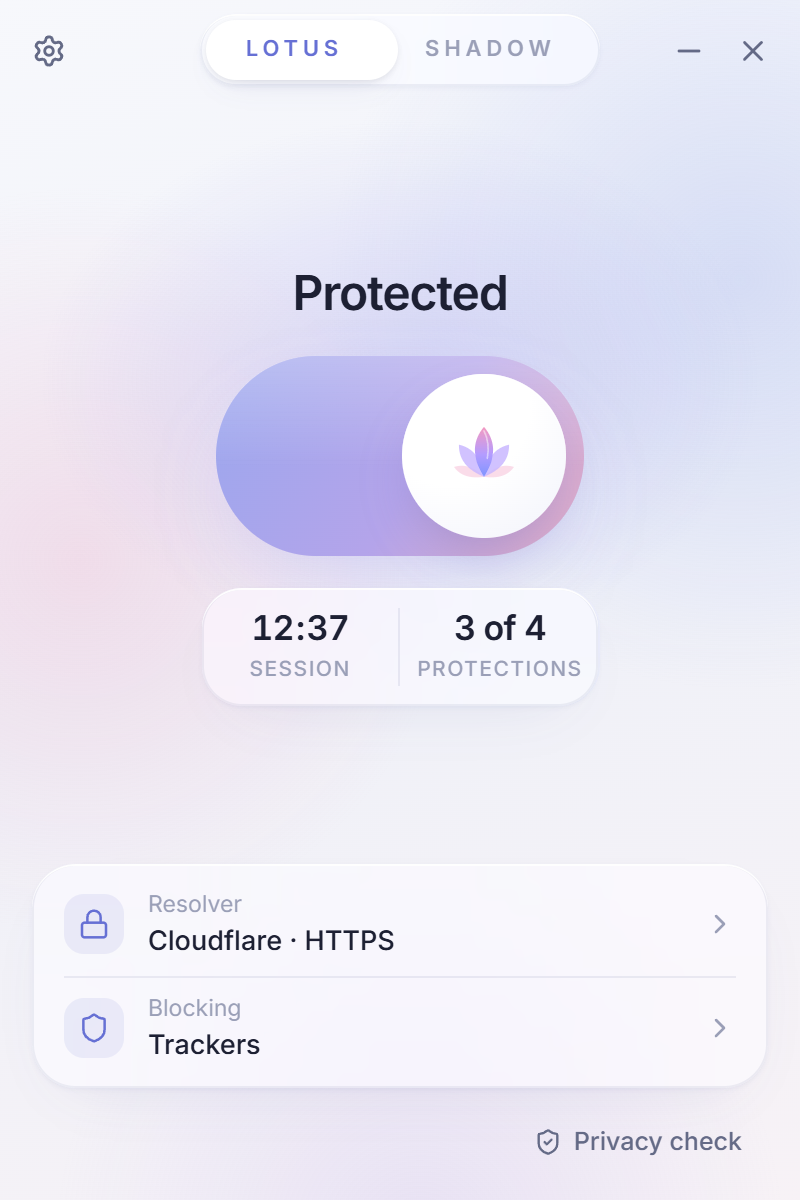 LOTUS SHADOW
Protected
12:37 3 of 4
SESSION PROTECTIONS
Resolver
Cloudflare · HTTPS
Blocking
Trackers
Privacy check